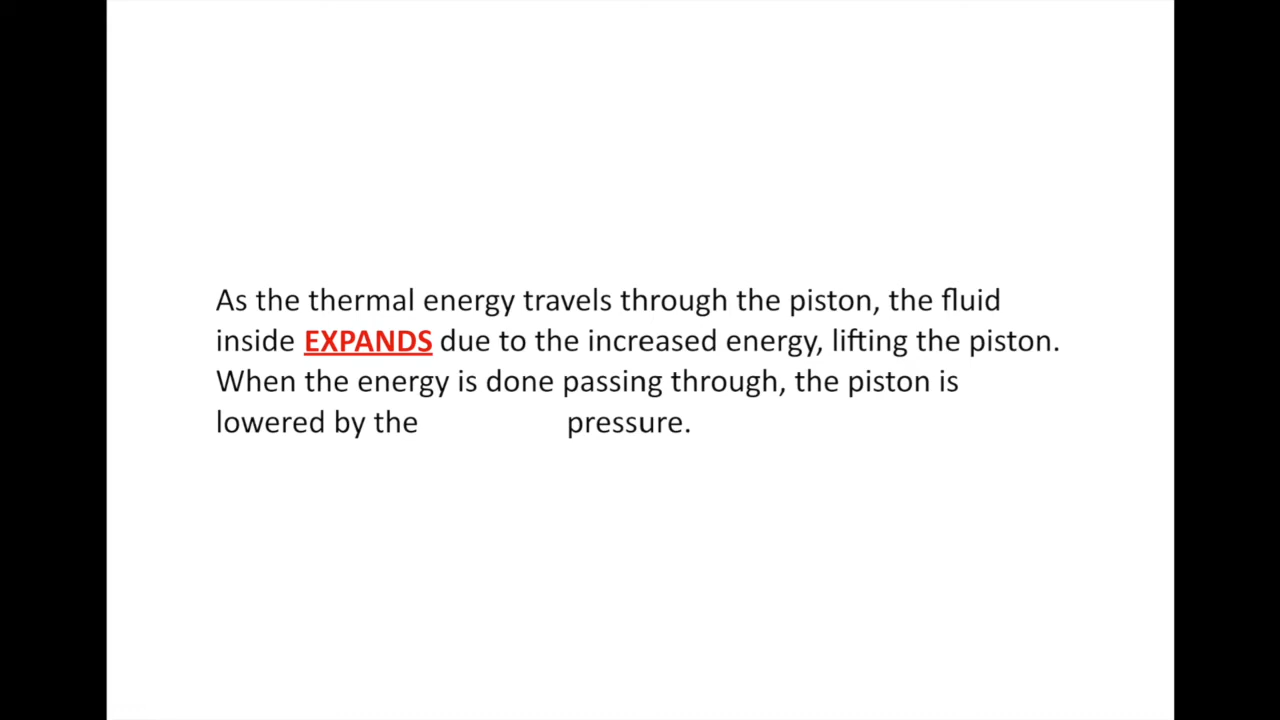 As the thermal energy travels through the piston, the fluid
inside EXPANDS due to the increased energy, lifting the piston.
When the energy is done passing through, the piston is
lowered by the pressure.